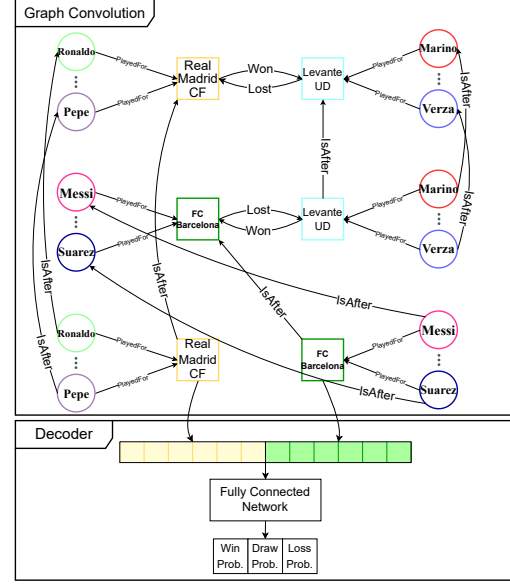 Graph Convolution
Ronaldo
PlayedFor
Real
Madrid
CF
Won
Lost
Levante
UD
PlayedFor
Marino
Pepe
PlayedFor
PlayedFor
Verza
IsAfter
IsAfter
Messi
PlayedFor
FC
Barcelona
Lost
Won
Levante
UD
PlayedFor
Marino
IsAfter
Suarez
PlayedFor
PlayedFor
Verza
IsAfter
IsAfter
IsAfter
Ronaldo
PlayedFor
Real
Madrid
CF
FC
Barcelona
PlayedFor
Messi
IsAfter
IsAfter
Pepe
PlayedFor
PlayedFor
Suarez
IsAfter
Decoder
Fully Connected
Network
Win
Prob.
Draw
Prob.
Loss
Prob.